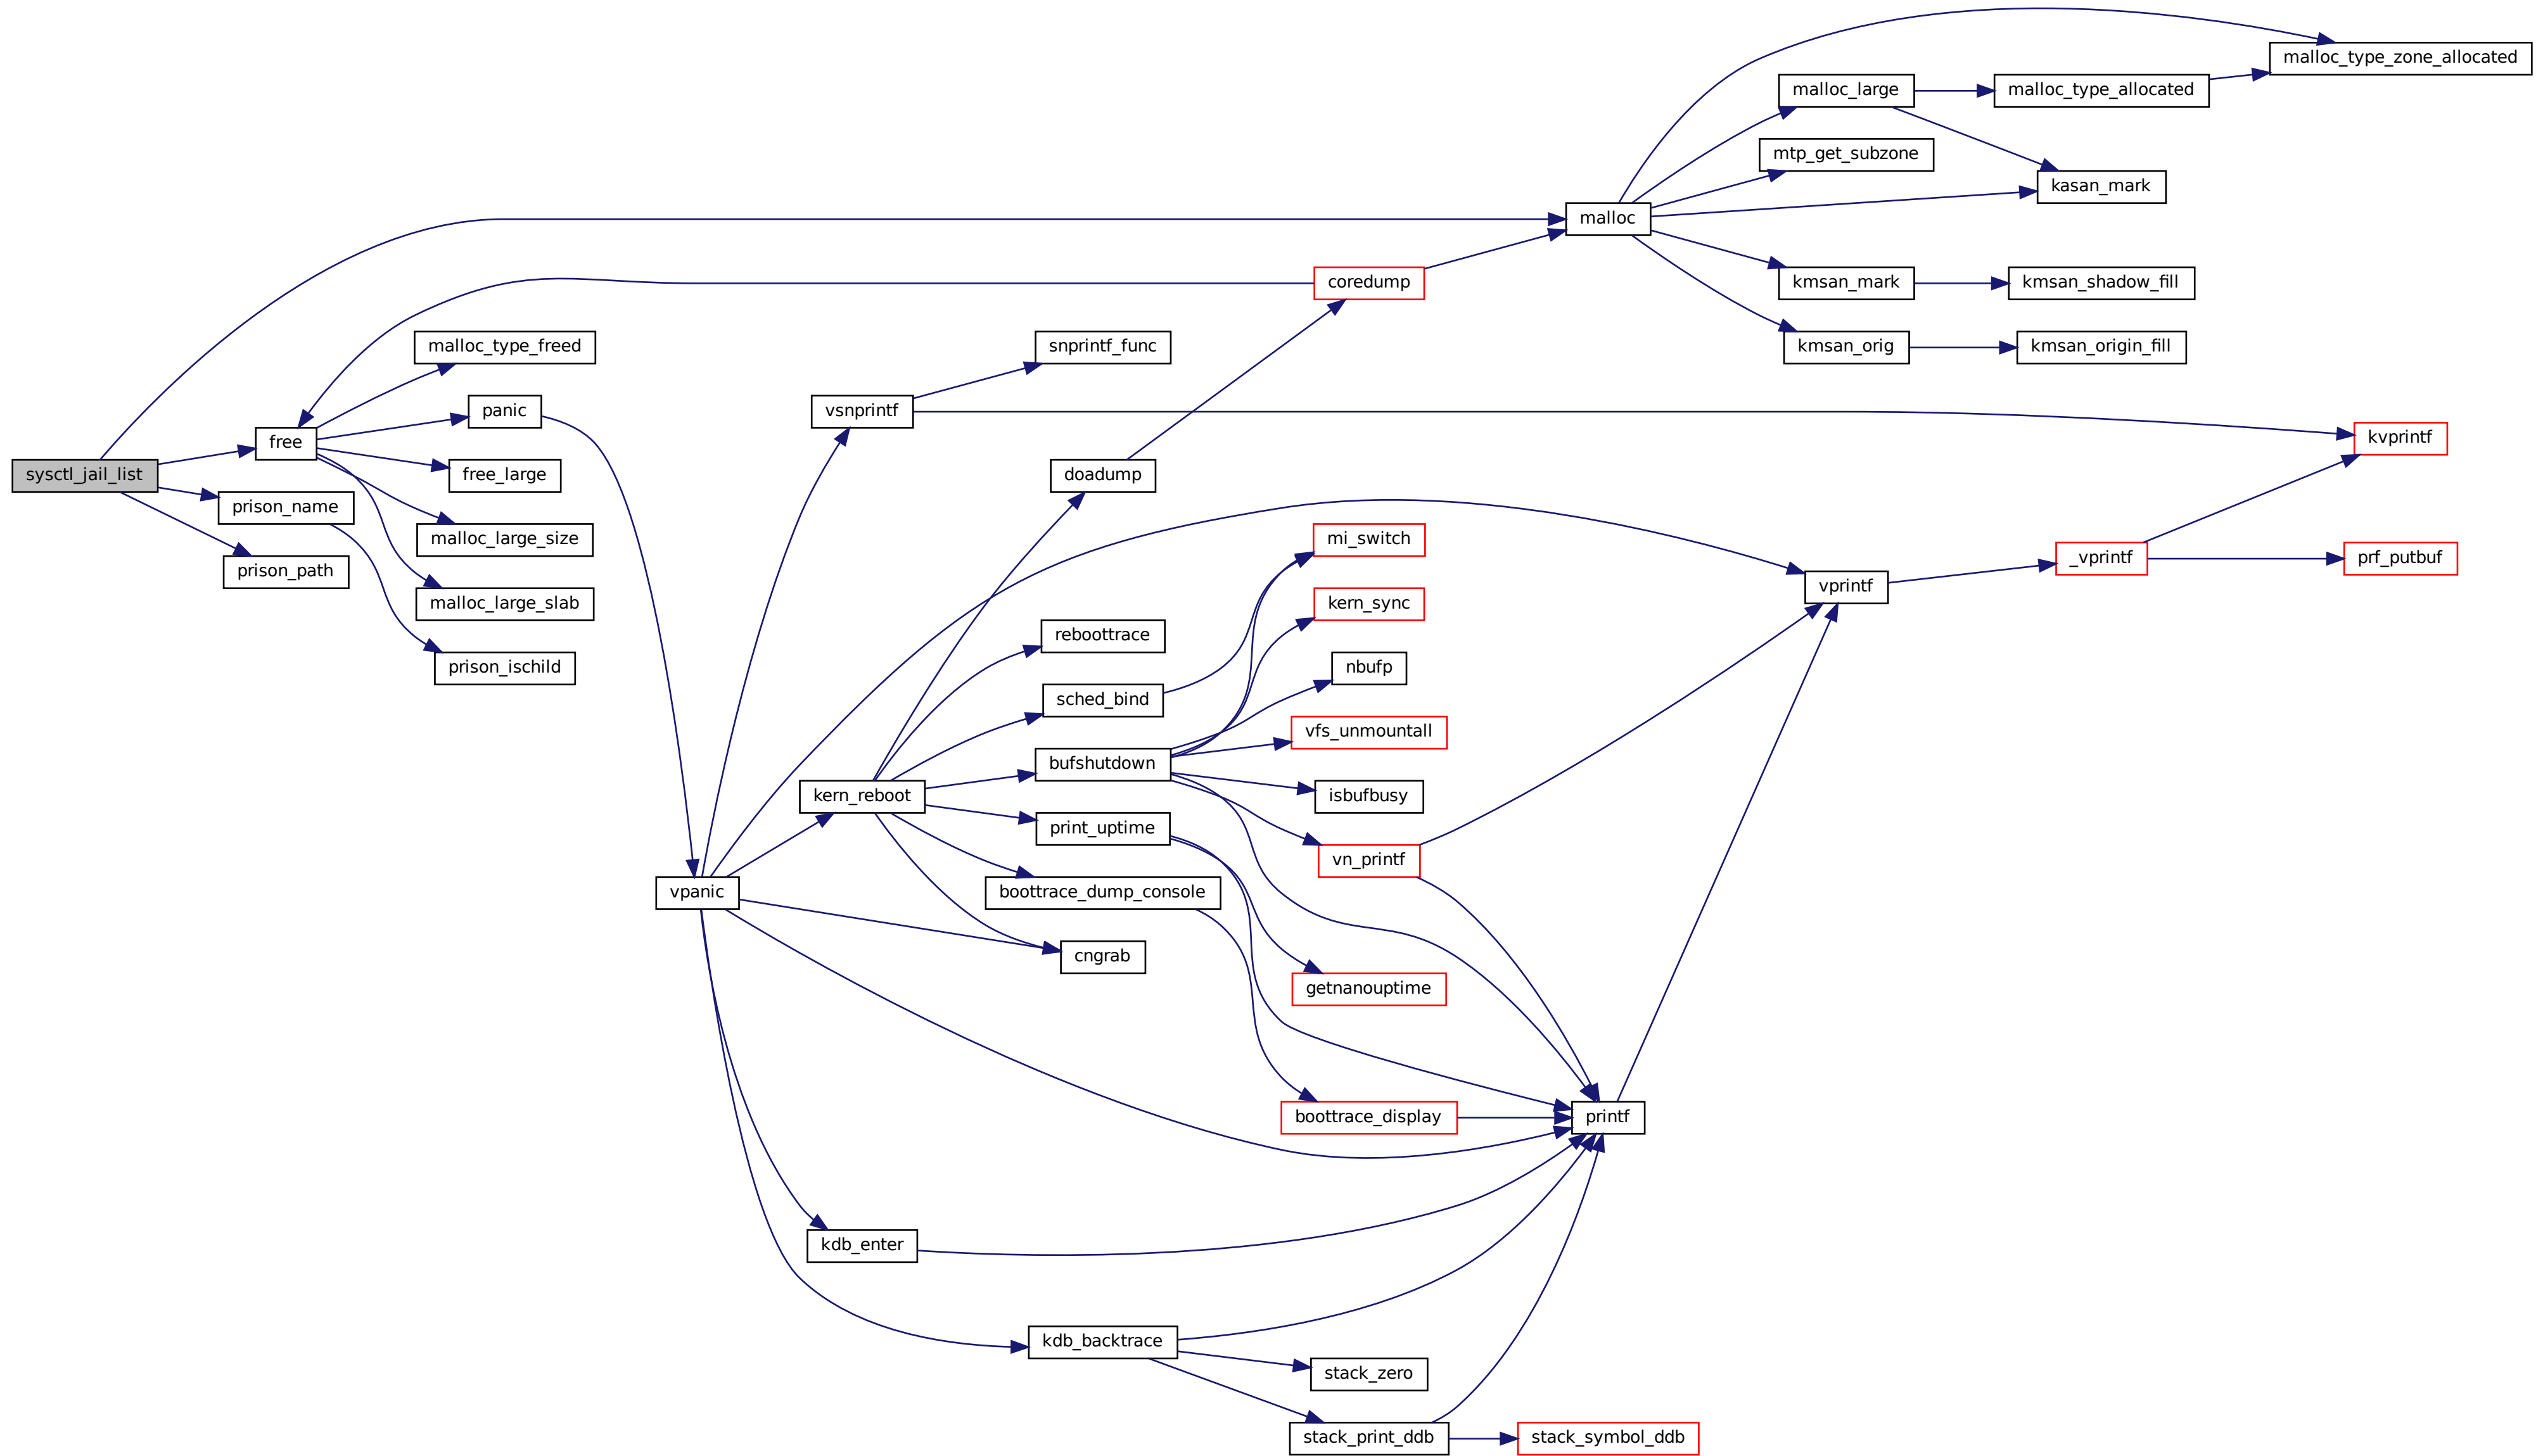 sysctl_jail_list
free
prison_name
prison_path
malloc_type_freed
panic
free_large
malloc_large_size
malloc_large_slab
prison_ischild
vpanic
vsnprintf
kern_reboot
kdb_enter
snprintf_func
doadump
reboottrace
sched_bind
bufshutdown
print_uptime
boottrace_dump_console
cngrab
kdb_backtrace
coredump
mi_switch
kern_sync
nbufp
vfs_unmountall
isbufbusy
vn_printf
getnanouptime
boottrace_display
stack_zero
stack_print_ddb
malloc
printf
stack_symbol_ddb
malloc_large
mtp_get_subzone
kmsan_mark
kmsan_orig
vprintf
malloc_type_allocated
kasan_mark
kmsan_shadow_fill
kmsan_origin_fill
_vprintf
malloc_type_zone_allocated
kvprintf
prf_putbuf